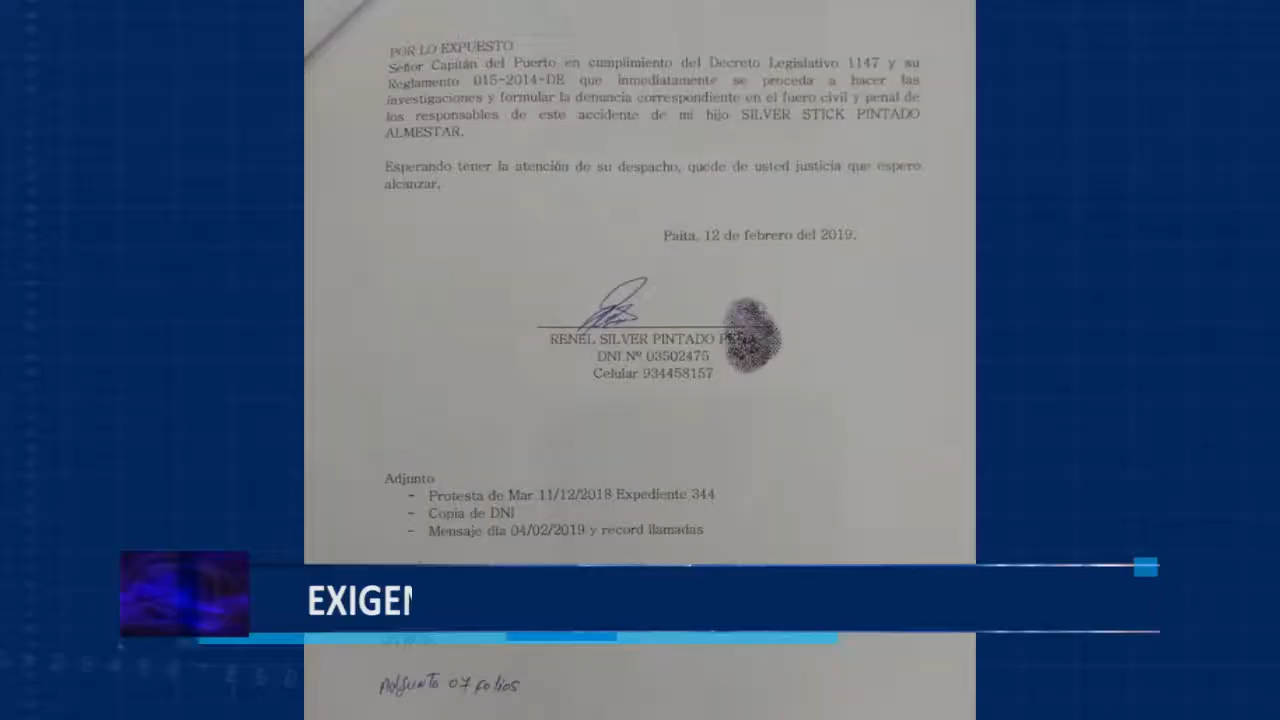 POR LO EXPUESTO
Señor Capitán del Puerto en cumplimiento del Decreto Legislativo 1147 y su
Reglamento 015-2014-DE que inmediatamente se proceda a hacer las
investigaciones y formular la denuncia correspondiente en el fuero civil y penal de
los responsables de este accidente de mi hijo SILVER STICK PINTADO
ALMESTAR.
Esperando tener la atención de su despacho, quede de usted justicia que espero
alcanzar.
Paita, 12 de febrero del 2019.
RENEL SILVER PINTADO PEÑA
DNI Nº 03502475
Celular 934458157
Adjunto
- Protesta de Mar 11/12/2018 Expediente 344
- Copia de DNI
- Mensaje día 04/02/2019 y record llamadas
EXIGEN
Adjunto 07 folios